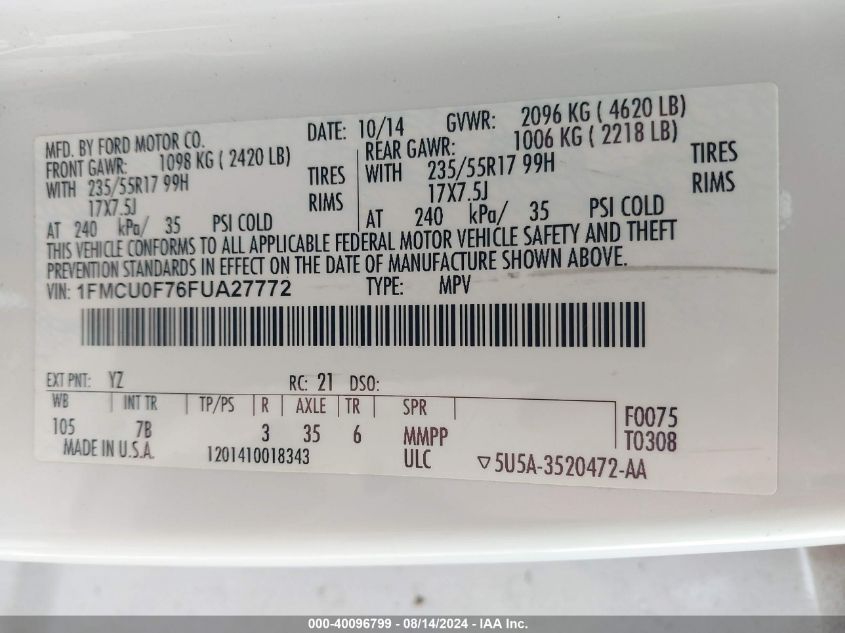 MFD. BY FORD MOTOR CO. DATE: 10/14 GVWR: 2096 KG ( 4620 LB)
FRONT GAWR: 1098 KG ( 2420 LB) REAR GAWR: 1006 KG ( 2218 LB)
WITH 235/55R17 99H TIRES WITH 235/55R17 99H TIRES
17X7.5J RIMS 17X7.5J RIMS
AT 240 kPa/ 35 PSI COLD AT 240 kPa/ 35 PSI COLD
THIS VEHICLE CONFORMS TO ALL APPLICABLE FEDERAL MOTOR VEHICLE SAFETY AND THEFT
PREVENTION STANDARDS IN EFFECT ON THE DATE OF MANUFACTURE SHOWN ABOVE.
VIN: 1FMCU0F76FUA27772 TYPE: MPV
EXT PNT: YZ RC: 21 DSO:
WB INT TR TP/PS R AXLE TR SPR F0075
105 7B 3 35 6 MMPP T0308
MADE IN U.S.A. 1201410018343 ULC ▽5U5A-3520472-AA
000-40096799 - 08/14/2024 - IAA Inc.